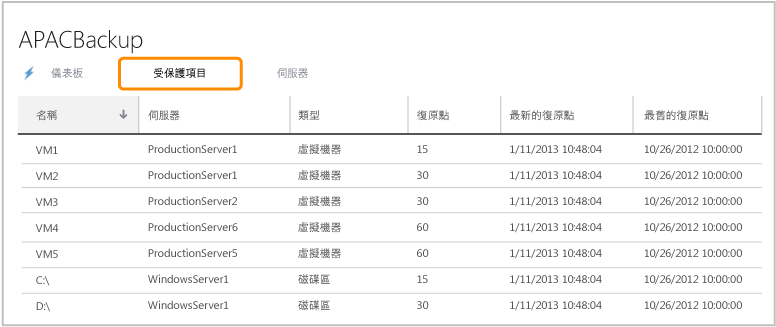 APACBackup
儀表板 受保護項目 伺服器
名稱 伺服器 類型 復原點 最新的復原點 最舊的復原點
VM1 ProductionServer1 虛擬機器 15 1/11/2013 10:48:04 10/26/2012 10:00:00
VM2 ProductionServer1 虛擬機器 30 1/11/2013 10:48:04 10/26/2012 10:00:00
VM3 ProductionServer2 虛擬機器 30 1/11/2013 10:48:04 10/26/2012 10:00:00
VM4 ProductionServer6 虛擬機器 60 1/11/2013 10:48:04 10/26/2012 10:00:00
VM5 ProductionServer5 虛擬機器 60 1/11/2013 10:48:04 10/26/2012 10:00:00
C:\ WindowsServer1 磁碟區 15 1/11/2013 10:48:04 10/26/2012 10:00:00
D:\ WindowsServer1 磁碟區 30 1/11/2013 10:48:04 10/26/2012 10:00:00